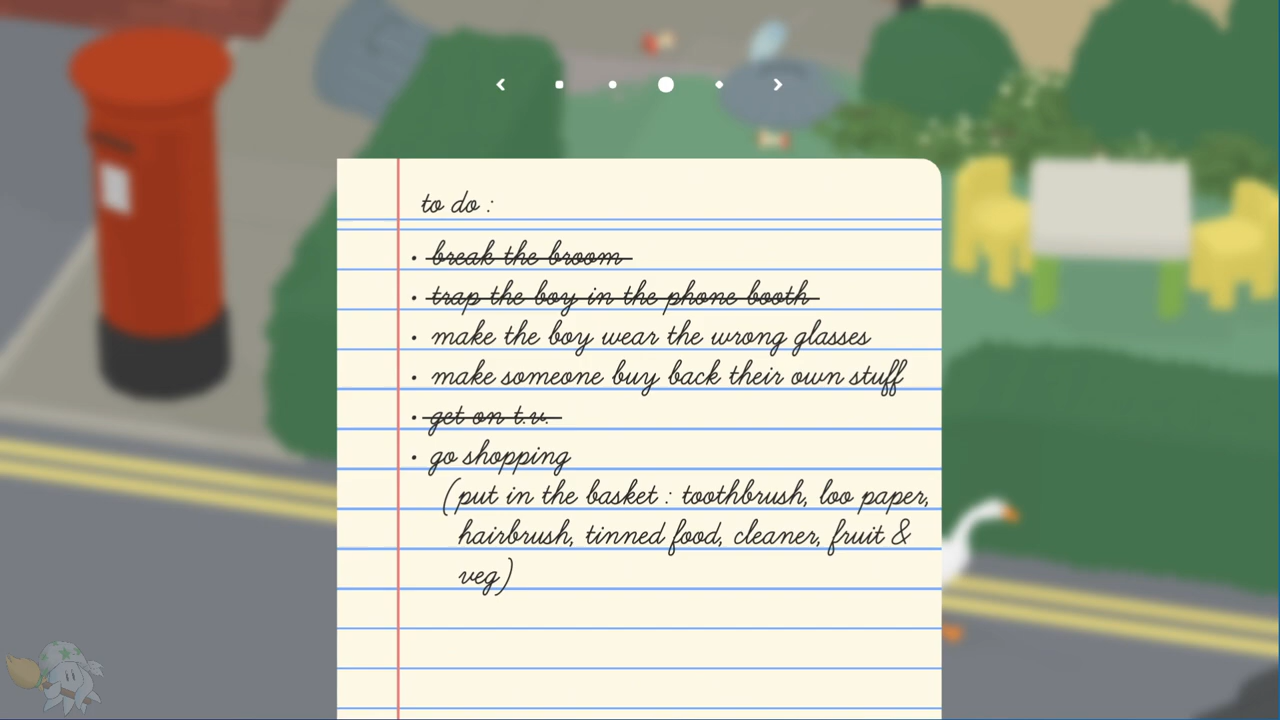 to do :
• break the broom
• trap the boy in the phone booth
• make the boy wear the wrong glasses
• make someone buy back their own stuff
• get on t.v.
• go shopping
(put in the basket : toothbrush, loo paper,
hairbrush, tinned food, cleaner, fruit &
veg)